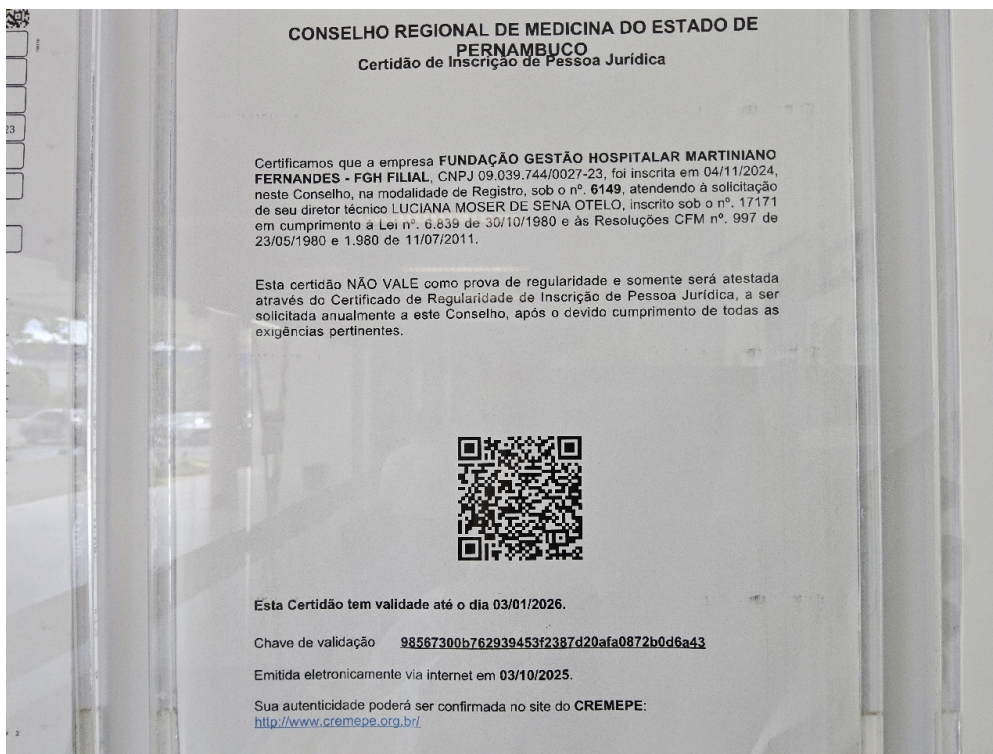 CONSELHO REGIONAL DE MEDICINA DO ESTADO DE
PERNAMBUCO
Certidão de Inscrição de Pessoa Jurídica
23
Certificamos que a empresa FUNDAÇÃO GESTÃO HOSPITALAR MARTINIANO
FERNANDES - FGH FILIAL, CNPJ 09.039.744/0027-23, foi inscrita em 04/11/2024,
neste Conselho, na modalidade de Registro, sob o nº. 6149, atendendo à solicitação
de seu diretor técnico LUCIANA MOSER DE SENA OTELO, inscrito sob o nº. 17171
em cumprimento à Lei nº. 6.839 de 30/10/1980 e às Resoluções CFM nº. 997 de
23/05/1980 e 1.980 de 11/07/2011.
Esta certidão NÃO VALE como prova de regularidade e somente será atestada
através do Certificado de Regularidade de Inscrição de Pessoa Jurídica, a ser
solicitada anualmente a este Conselho, após o devido cumprimento de todas as
exigências pertinentes.
Esta Certidão tem validade até o dia 03/01/2026.
Chave de validação 98567300b762939453f2387d20afa0872b0d6a43
Emitida eletronicamente via internet em 03/10/2025.
Sua autenticidade poderá ser confirmada no site do CREMEPE:
http://www.cremepe.org.br/